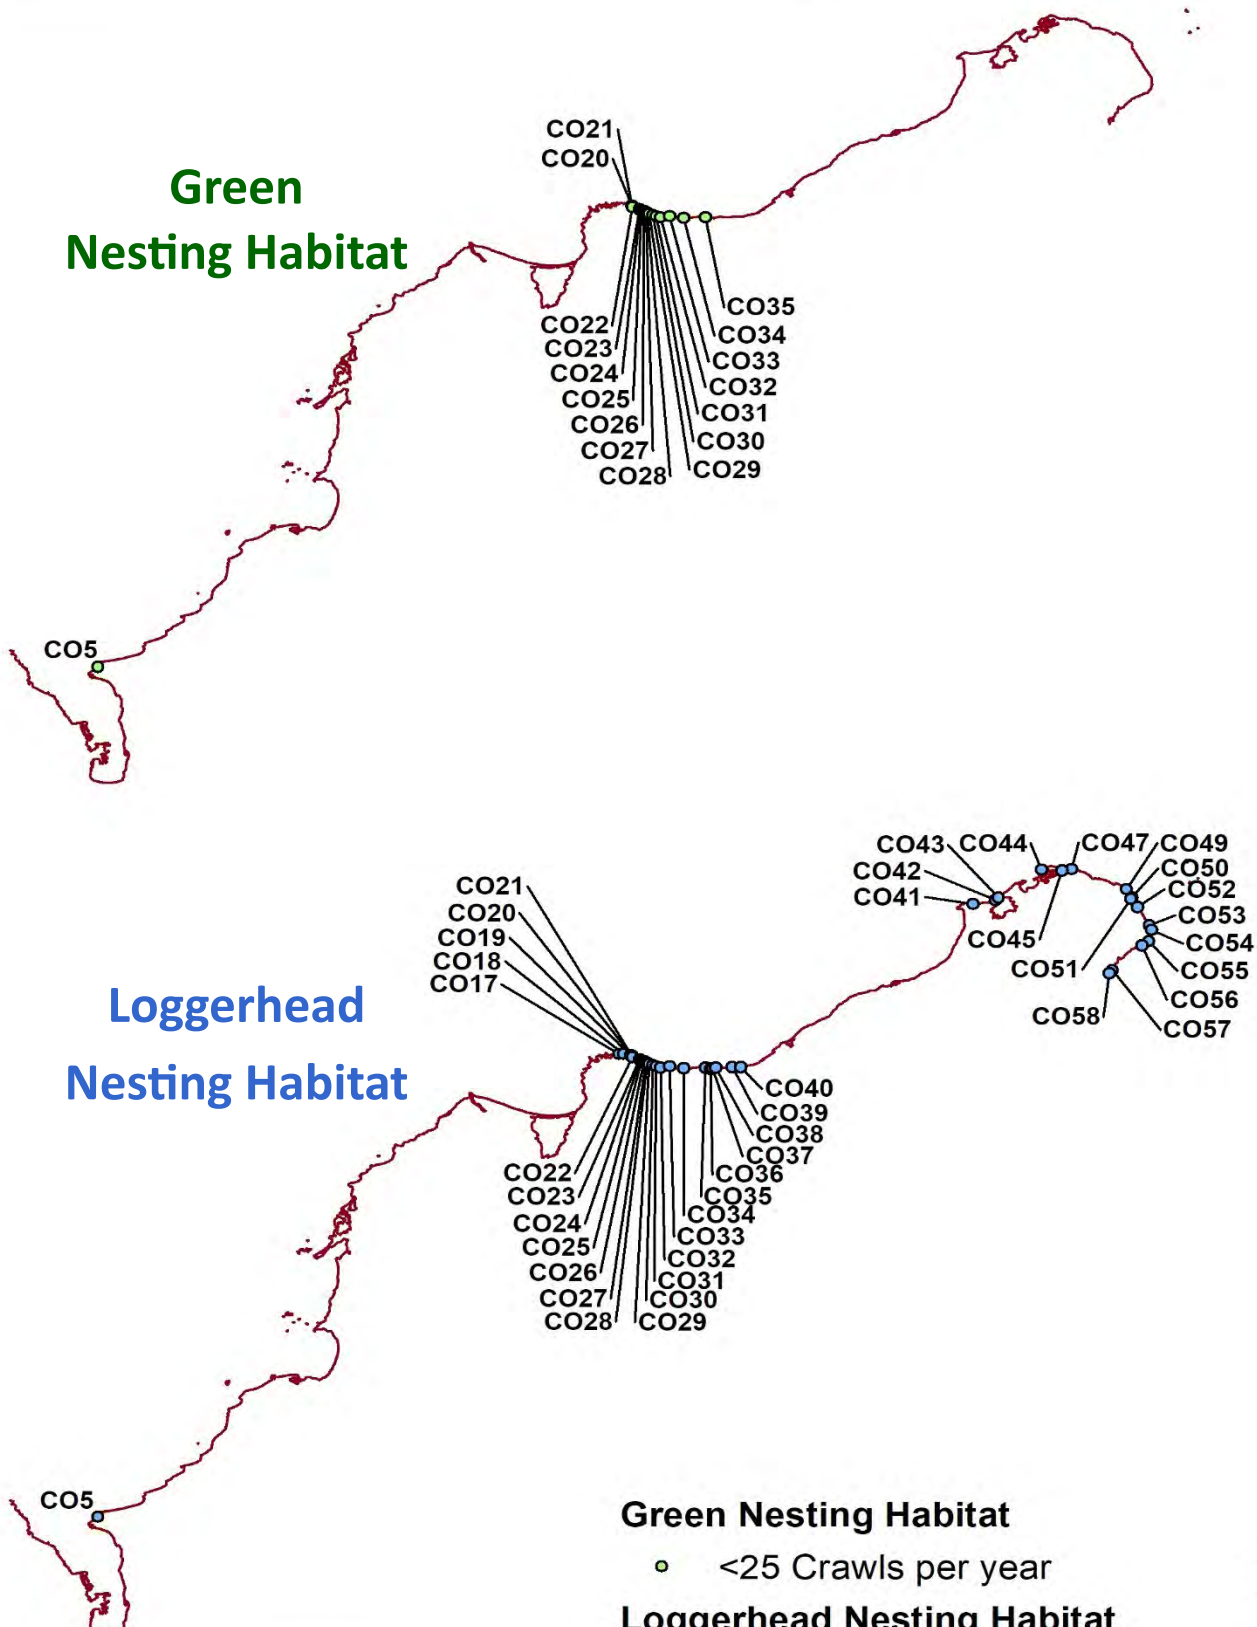 CO21
CO20
Green
Nesting Habitat
CO35
CO22
CO34
CO23
CO33
CO24
CO32
CO25
CO31
CO26
CO30
CO27
CO29
CO28
CO5
CO43
CO44
CO47
CO49
CO42
CO50
CO52
CO41
CO21
CO20
CO53
CO19
CO45
CO54
CO18
CO51
CO55
CO17
CO56
Loggerhead
CO58
CO57
Nesting Habitat
CO40
CO39
CO38
CO37
CO22
CO36
CO23
CO35
CO24
CO34
CO25
CO33
CO26
CO32
CO31
CO27
CO30
CO28
CO29
CO5
Green Nesting Habitat
<25 Crawls per year
Loggerhead Nesting Habitat